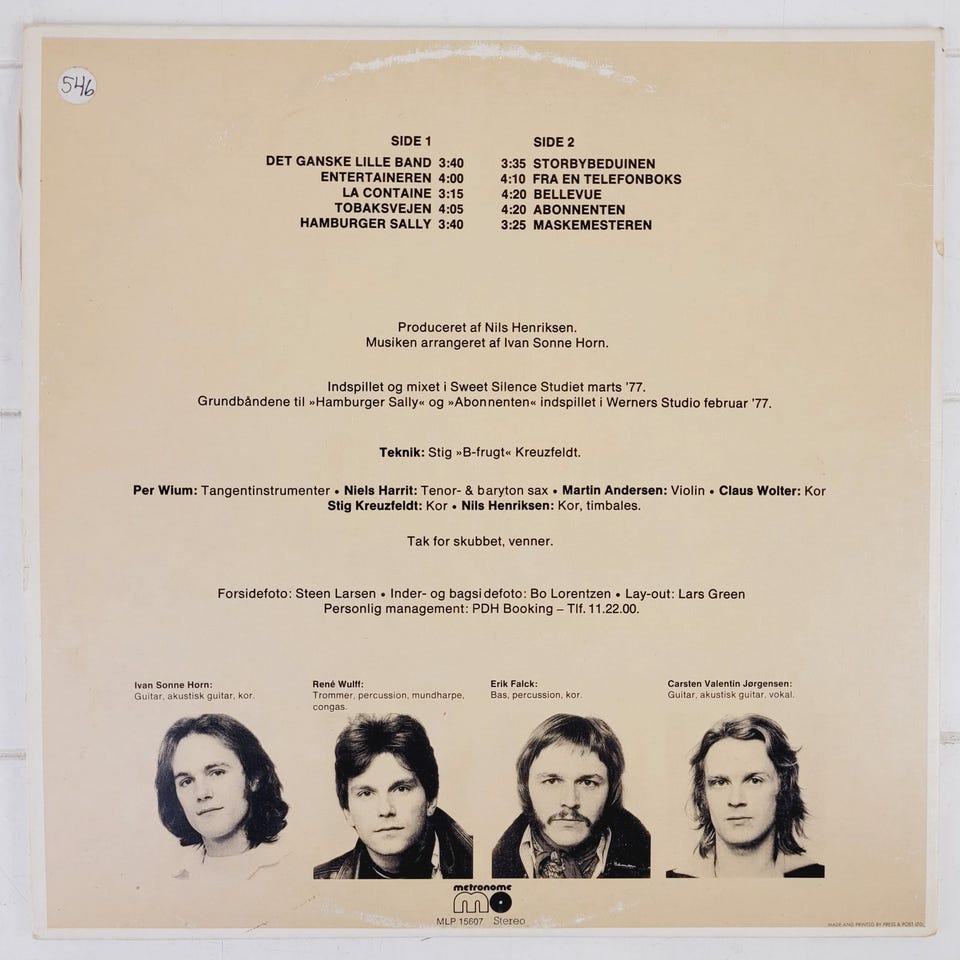 546
SIDE 1
DET GANSKE LILLE BAND 3:40
ENTERTAINEREN 4:00
LA CONTAINE 3:15
TOBAKSVEJEN 4:05
HAMBURGER SALLY 3:40
SIDE 2
3:35 STORBYBEDUINEN
4:10 FRA EN TELEFONBOKS
4:20 BELLEVUE
4:20 ABONNENTEN
3:25 MASKEMESTEREN
Produceret af Nils Henriksen.
Musiken arrangeret af Ivan Sonne Horn.
Indspillet og mixet i Sweet Silence Studiet marts '77.
Grundbåndene til »Hamburger Sally« og »Abonnenten« indspillet i Werners Studio februar '77.
Teknik: Stig »B-frugt« Kreuzfeldt.
Per Wium: Tangentinstrumenter • Niels Harrit: Tenor- & baryton sax • Martin Andersen: Violin • Claus Wolter: Kor
Stig Kreuzfeldt: Kor • Nils Henriksen: Kor, timbales.
Tak for skubbet, venner.
Forsidefoto: Steen Larsen • Inder- og bagsidefoto: Bo Lorentzen • Lay-out: Lars Green
Personlig management: PDH Booking – Tlf. 11.22.00.
Ivan Sonne Horn:
Guitar, akustisk guitar, kor.
René Wulff:
Trommer, percussion, mundharpe,
congas.
Erik Falck:
Bas, percussion, kor.
Carsten Valentin Jørgensen:
Guitar, akustisk guitar, vokal.
metronome
MLP 15607 Stereo
MADE AND PRINTED BY PRESS & POST